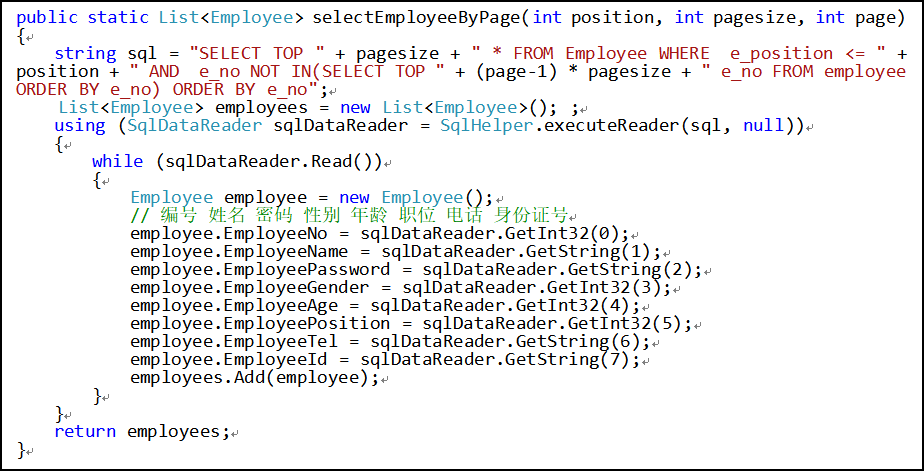 public static List<Employee> selectEmployeeByPage(int position, int pagesize, int page)
{
string sql = "SELECT TOP " + pagesize + " * FROM Employee WHERE  e_position <= " +
position + " AND  e_no NOT IN(SELECT TOP " + (page-1) * pagesize + " e_no FROM employee
ORDER BY e_no) ORDER BY e_no";
List<Employee> employees = new List<Employee>(); ;
using (SqlDataReader sqlDataReader = SqlHelper.executeReader(sql, null))
{
while (sqlDataReader.Read())
{
Employee employee = new Employee();
// 编号 姓名 密码 性别 年龄 职位 电话 身份证号
employee.EmployeeNo = sqlDataReader.GetInt32(0);
employee.EmployeeName = sqlDataReader.GetString(1);
employee.EmployeePassword = sqlDataReader.GetString(2);
employee.EmployeeGender = sqlDataReader.GetInt32(3);
employee.EmployeeAge = sqlDataReader.GetInt32(4);
employee.EmployeePosition = sqlDataReader.GetInt32(5);
employee.EmployeeTel = sqlDataReader.GetString(6);
employee.EmployeeId = sqlDataReader.GetString(7);
employees.Add(employee);
}
}
return employees;
}